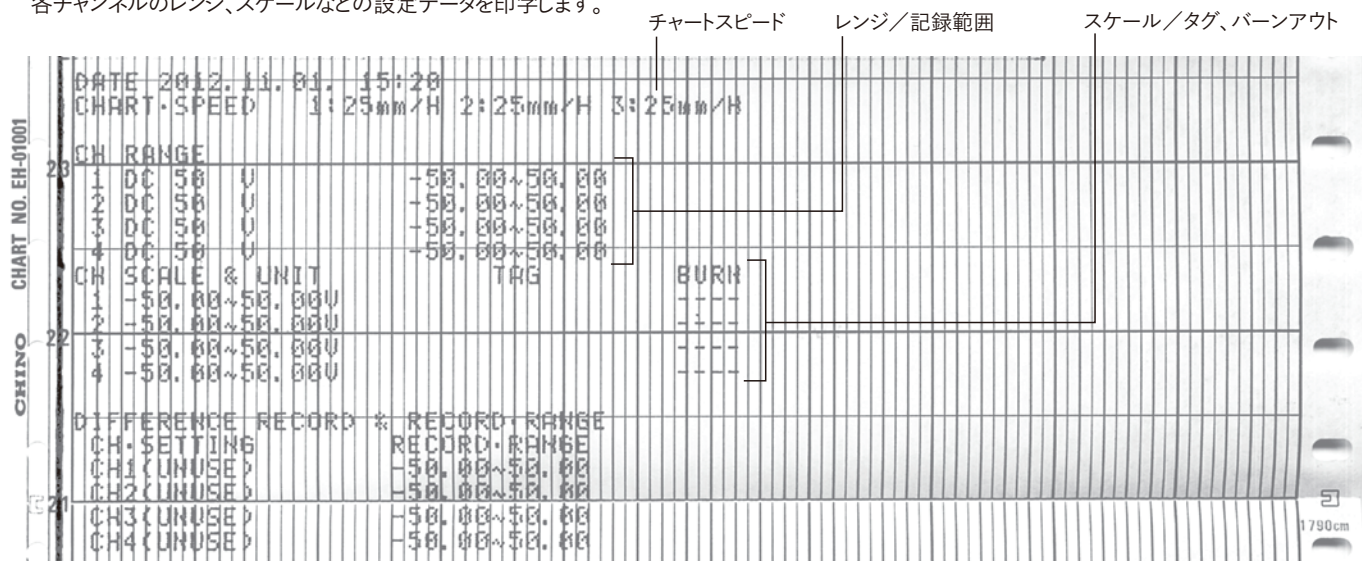 各チャンネルのレンジ、スケールなどの設定データを印字します。
チャートスピード
レンジ／記録範囲
スケール／タグ、バーンアウト
DATE 2012.11.01. 15:20
CHART･SPEED 1:25mm/H 2:25mm/H 3:25mm/H
CH RANGE
23
1 DC 50 V -50.00~50.00
2 DC 50 V -50.00~50.00
3 DC 50 V -50.00~50.00
4 DC 50 V -50.00~50.00
CH SCALE & UNIT TAG BURN
1 -50.00~50.00V ----
2 -50.00~50.00V ----
22
3 -50.00~50.00V ----
4 -50.00~50.00V ----
DIFFERENCE RECORD & RECORD･RANGE
CH･SETTING RECORD･RANGE
CH1(UNUSE) -50.00~50.00
CH2(UNUSE) -50.00~50.00
21
CH3(UNUSE) -50.00~50.00
CH4(UNUSE) -50.00~50.00
CHINO CHART NO. EH-01001
1790cm